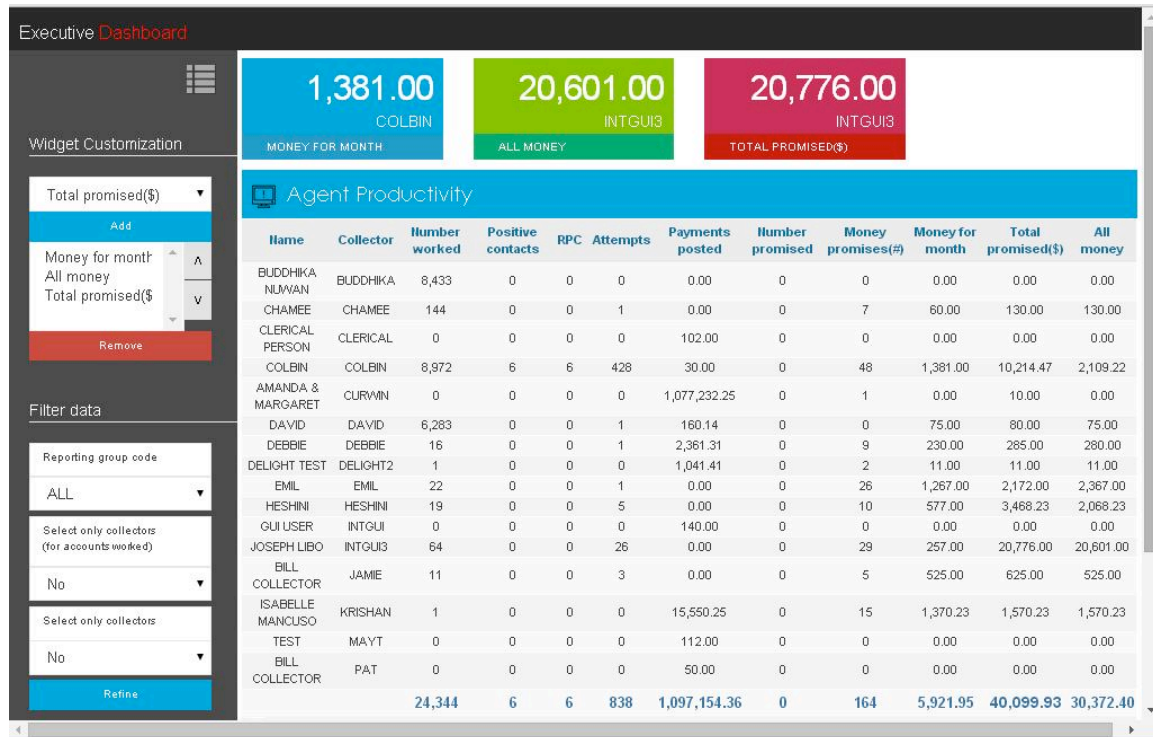 Executive Dashboard
1,381.00
COLBIN
MONEY FOR MONTH
20,601.00
INTGUI3
ALL MONEY
20,776.00
INTGUI3
TOTAL PROMISED($)
Widget Customization
Total promised($)
Add
Money for month
All money
Total promised($
Remove
Filter data
Reporting group code
ALL
Select only collectors
(for accounts worked)
No
Select only collectors
No
Refine
Agent Productivity
Name Collector Number worked Positive contacts RPC Attempts Payments posted Number promised Money promises(#) Money for month Total promised($) All money
BUDDHIKA NUWAN BUDDHIKA 8,433 0 0 0 0.00 0 0 0.00 0.00 0.00
CHAMEE CHAMEE 144 0 0 1 0.00 0 7 60.00 130.00 130.00
CLERICAL PERSON CLERICAL 0 0 0 0 102.00 0 0 0.00 0.00 0.00
COLBIN COLBIN 8,972 6 6 428 30.00 0 48 1,381.00 10,214.47 2,109.22
AMANDA & MARGARET CURWIN 0 0 0 0 1,077,232.25 0 1 0.00 10.00 0.00
DAVID DAVID 6,283 0 0 1 160.14 0 0 75.00 80.00 75.00
DEBBIE DEBBIE 16 0 0 1 2,361.31 0 9 230.00 285.00 280.00
DELIGHT TEST DELIGHT2 1 0 0 0 1,041.41 0 2 11.00 11.00 11.00
EMIL EMIL 22 0 0 1 0.00 0 26 1,267.00 2,172.00 2,367.00
HESHINI HESHINI 19 0 0 5 0.00 0 10 577.00 3,468.23 2,068.23
GUI USER INTGUI 0 0 0 0 140.00 0 0 0.00 0.00 0.00
JOSEPH LIBO INTGUI3 64 0 0 26 0.00 0 29 257.00 20,776.00 20,601.00
BILL COLLECTOR JAMIE 11 0 0 3 0.00 0 5 525.00 625.00 525.00
ISABELLE MANCUSO KRISHAN 1 0 0 0 15,550.25 0 15 1,370.23 1,570.23 1,570.23
TEST MAYT 0 0 0 0 112.00 0 0 0.00 0.00 0.00
BILL COLLECTOR PAT 0 0 0 0 50.00 0 0 0.00 0.00 0.00
24,344 6 6 838 1,097,154.36 0 164 5,921.95 40,099.93 30,372.40